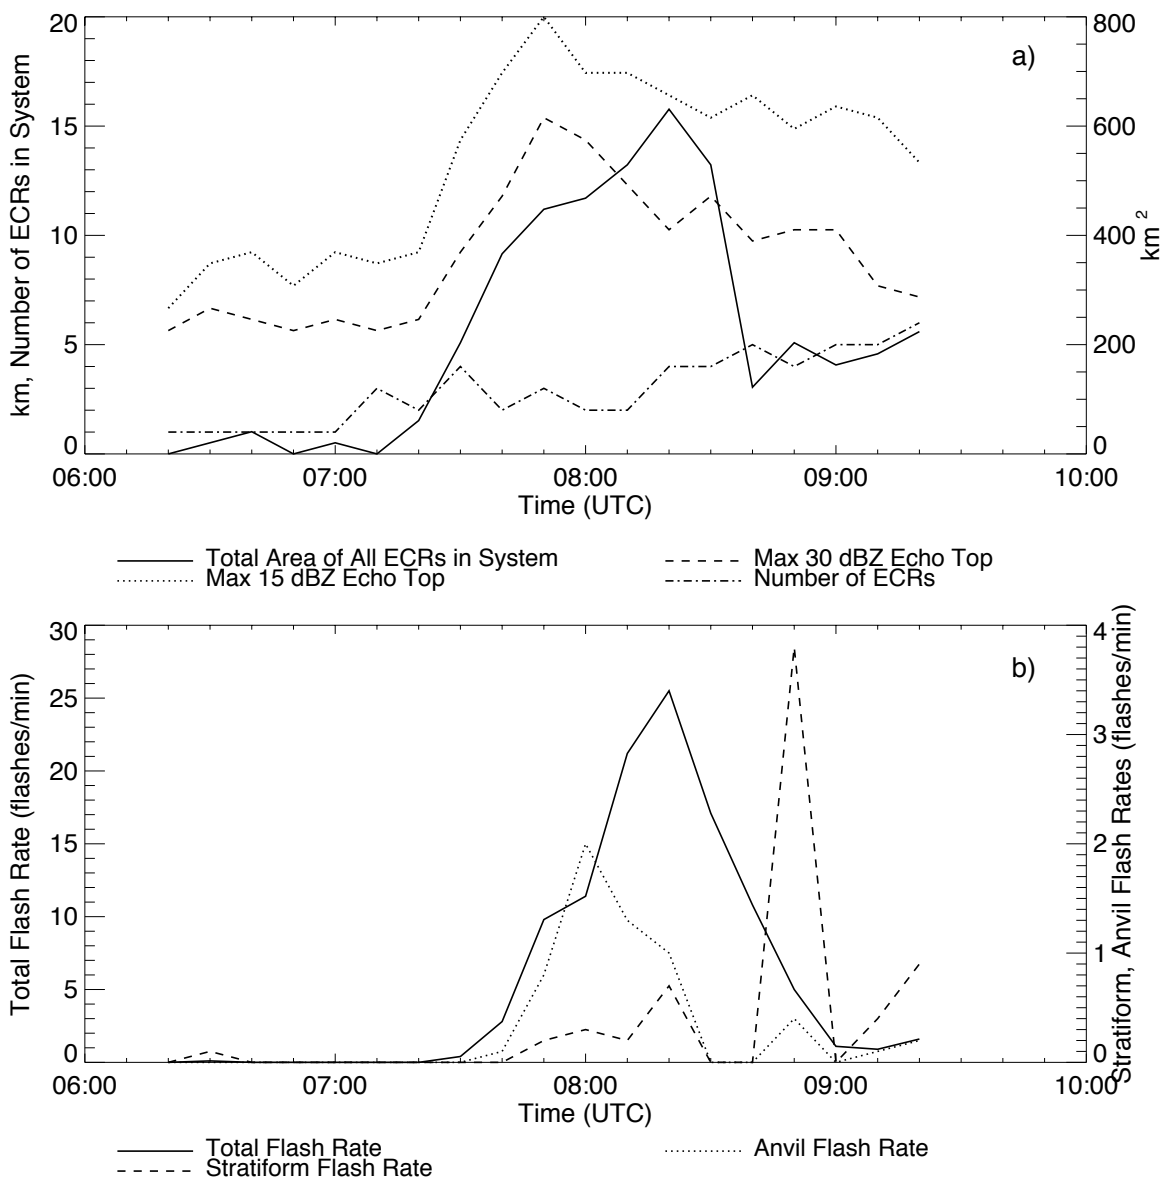 20
15
10
5
0
km, Number of ECRs in System
a)
800
600
400
200
0
km 2
06:00 07:00 08:00 09:00 10:00
Time (UTC)
Total Area of All ECRs in System
Max 15 dBZ Echo Top
Max 30 dBZ Echo Top
Number of ECRs
30
25
20
15
10
5
0
Total Flash Rate (flashes/min)
b)
4
3
2
1
0
Stratiform, Anvil Flash Rates (flashes/min)
06:00 07:00 08:00 09:00 10:00
Time (UTC)
Total Flash Rate
Stratiform Flash Rate
Anvil Flash Rate